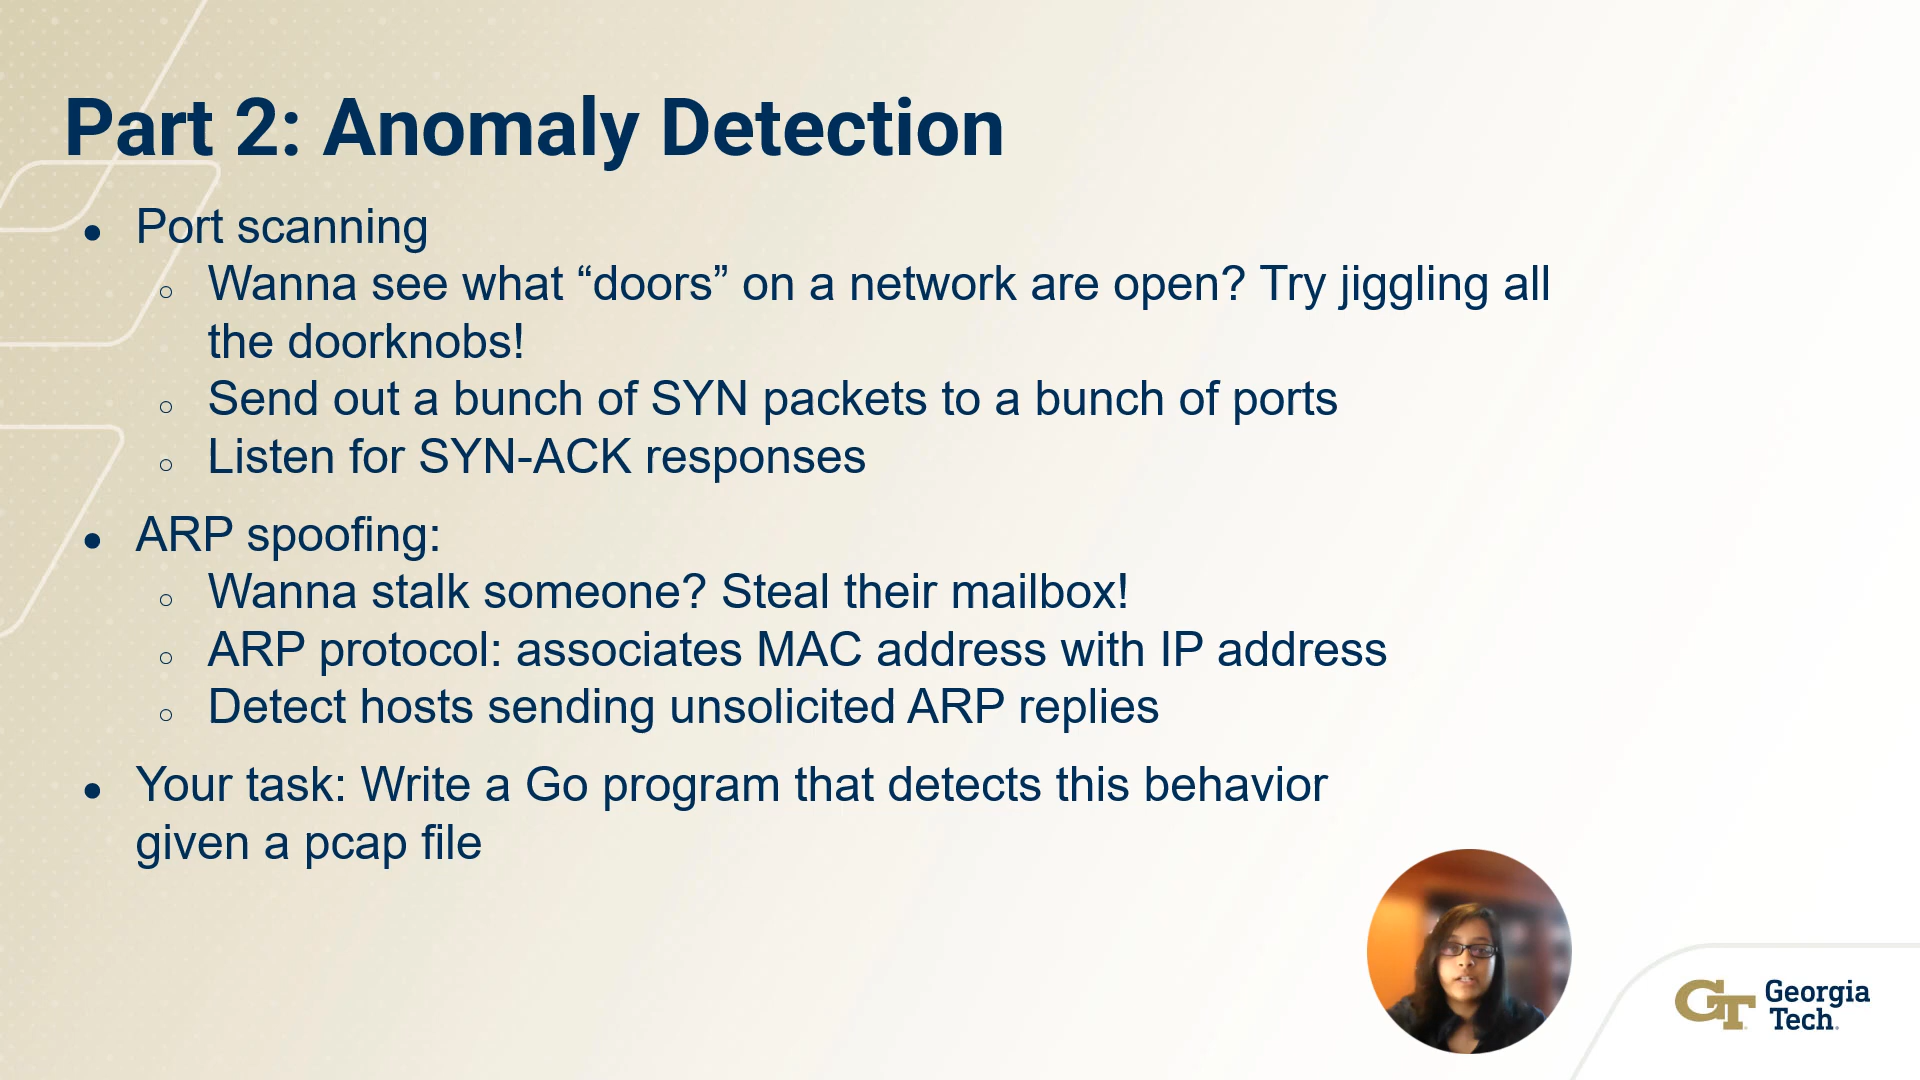 Part 2: Anomaly Detection
● Port scanning
○ Wanna see what “doors” on a network are open? Try jiggling all
the doorknobs!
○ Send out a bunch of SYN packets to a bunch of ports
○ Listen for SYN-ACK responses
● ARP spoofing:
○ Wanna stalk someone? Steal their mailbox!
○ ARP protocol: associates MAC address with IP address
○ Detect hosts sending unsolicited ARP replies
● Your task: Write a Go program that detects this behavior
given a pcap file
GT Georgia
Tech.